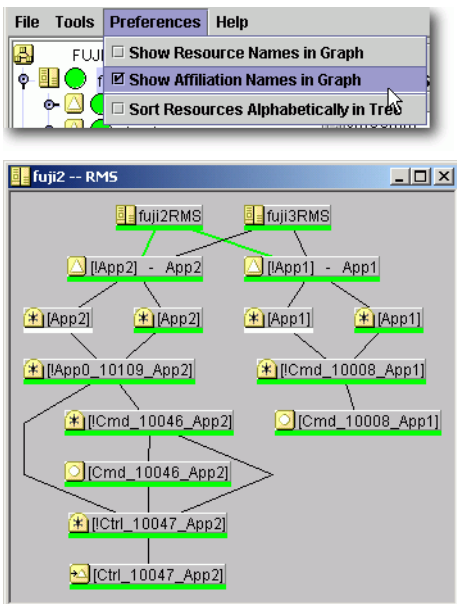 File Tools Preferences Help
FUJI
Show Resource Names in Graph
Show Affiliation Names in Graph
Sort Resources Alphabetically in Tree
fuji2 -- RMS
fuji2RMS fuji3RMS
[!App2] - App2 [!App1] - App1
[App2] [App2] [App1] [App1]
[!App0_10109_App2] [!Cmd_10008_App1]
[!Cmd_10046_App2] [Cmd_10008_App1]
[Cmd_10046_App2]
[!Ctrl_10047_App2]
[Ctrl_10047_App2]